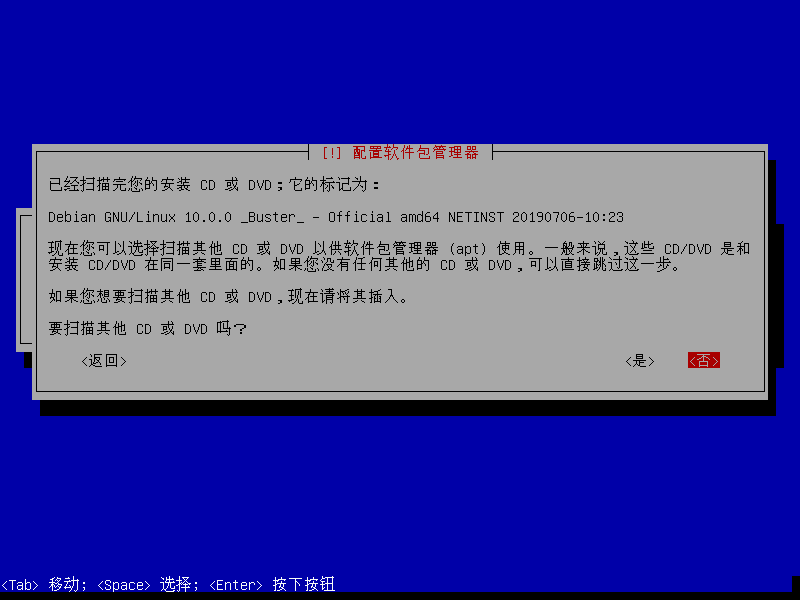 [!] 配置软件包管理器
已经扫描完您的安装 CD 或 DVD；它的标记为：
Debian GNU/Linux 10.0.0 _Buster_ - Official amd64 NETINST 20190706-10:23
现在您可以选择扫描其他 CD 或 DVD 以供软件包管理器 (apt) 使用。一般来说，这些 CD/DVD 是和
安装 CD/DVD 在同一套里面的。如果您没有任何其他的 CD 或 DVD，可以直接跳过这一步。
如果您想要扫描其他 CD 或 DVD，现在请将其插入。
要扫描其他 CD 或 DVD 吗？
<返回> <是> <否>
<Tab> 移动; <Space> 选择; <Enter> 按下按钮